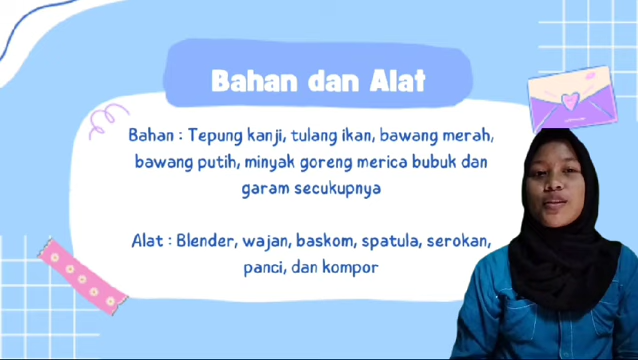 Bahan dan Alat
Bahan : Tepung kanji, tulang ikan, bawang merah,
bawang putih, minyak goreng merica bubuk dan
garam secukupnya
Alat : Blender, wajan, baskom, spatula, serokan,
panci, dan kompor